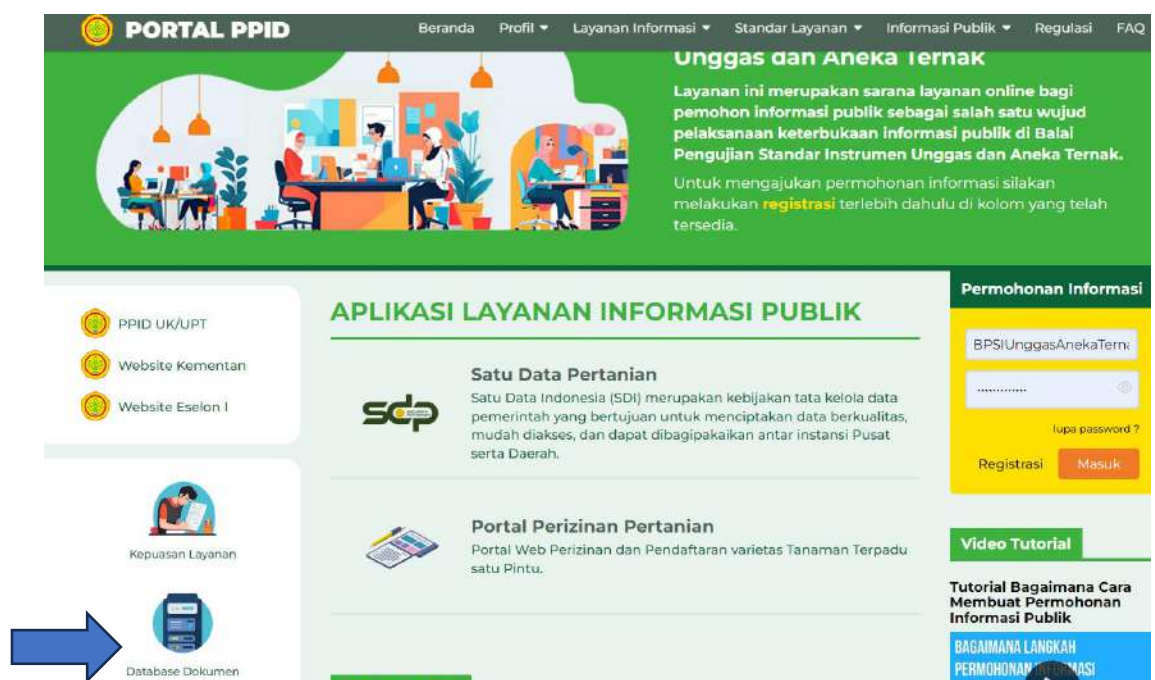 PORTAL PPID
Beranda Profil Layanan Informasi Standar Layanan Informasi Publik Regulasi FAQ
Unggas dan Aneka Ternak
Layanan ini merupakan sarana layanan online bagi
pemohon informasi publik sebagai salah satu wujud
pelaksanaan keterbukaan informasi publik di Balai
Pengujian Standar Instrumen Unggas dan Aneka Ternak.
Untuk mengajukan permohonan informasi silakan
melakukan registrasi terlebih dahulu di kolom yang telah
tersedia.
PPID UK/UPT
Website Kementan
Website Eselon I
Kepuasan Layanan
Database Dokumen
APLIKASI LAYANAN INFORMASI PUBLIK
sdp
Satu Data Pertanian
Satu Data Indonesia (SDI) merupakan kebijakan tata kelola data
pemerintah yang bertujuan untuk menciptakan data berkualitas,
mudah diakses, dan dapat dibagipakaikan antar instansi Pusat
serta Daerah.
Portal Perizinan Pertanian
Portal Web Perizinan dan Pendaftaran varietas Tanaman Terpadu
satu Pintu.
Permohonan Informasi
BPSIUnggasAnekaTerna
lupa password ?
Registrasi Masuk
Video Tutorial
Tutorial Bagaimana Cara
Membuat Permohonan
Informasi Publik
BAGAIMANA LANGKAH
PERMOHONAN INFORMASI